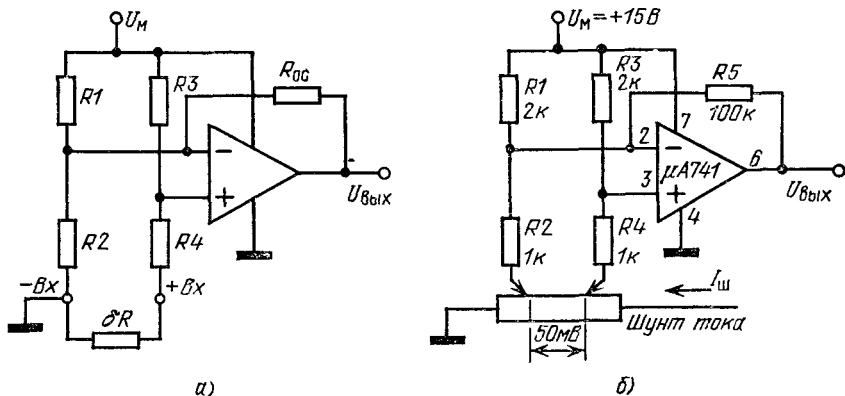 U_М
R1
R3
R_ОС
−
+
U_вых
R2
R4
−Вх
+Вх
δR
а)
U_М = +15В
R1
2к
R3
2к
R5
100к
2
−
7
μА741
6
3
+
4
U_вых
R2
1к
R4
1к
I_ш
50мВ
Шунт тока
б)